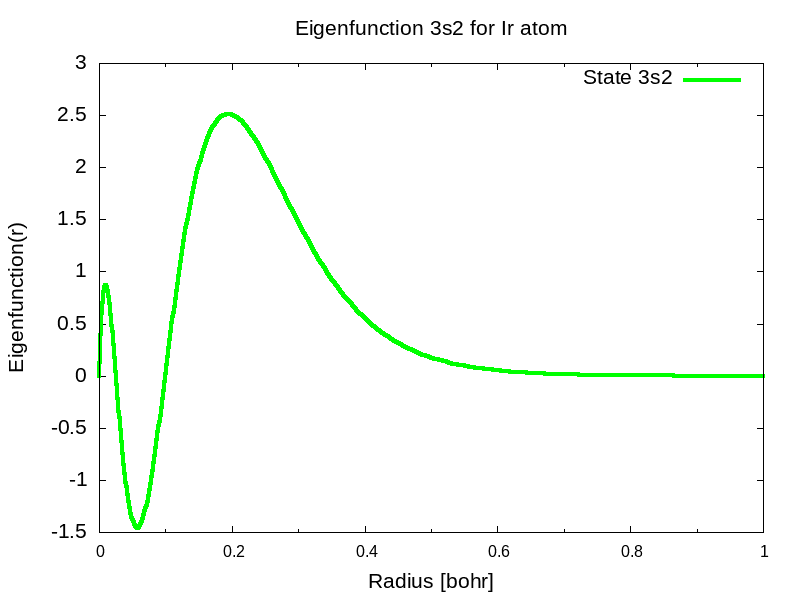 Eigenfunction 3s2 for Ir atom
State 3s2
3
2.5
2
1.5
1
0.5
0
-0.5
-1
-1.5
Eigenfunction(r)
0 0.2 0.4 0.6 0.8 1
Radius [bohr]